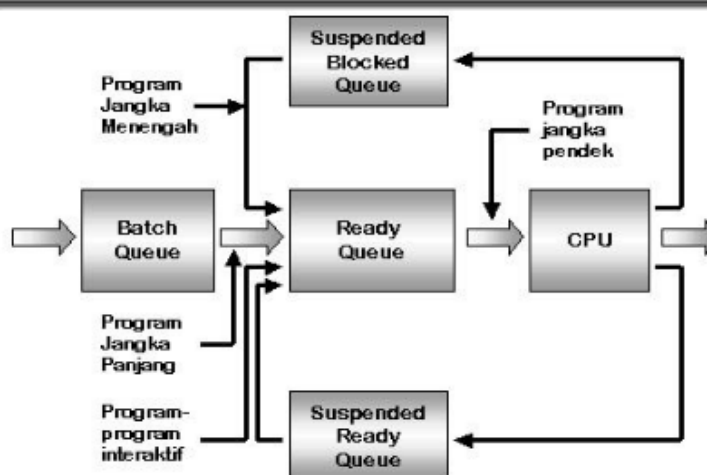 Suspended
Blocked
Queue
Program
Jangka
Menengah
Program
jangka
pendek
Batch
Queue
Ready
Queue
CPU
Program
Jangka
Panjang
Program-
program
interaktif
Suspended
Ready
Queue